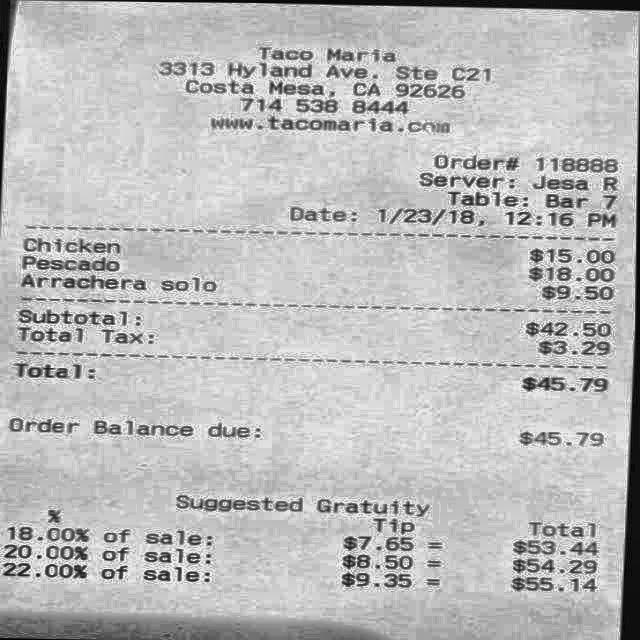 Taco Maria
3313 Hyland Ave. Ste C21
Costa Mesa, CA 92626
714 538 8444
www.tacomaria.com
Order# 118888
Server: Jesa R
Table: Bar 7
Date: 1/23/18, 12:16 PM
Chicken $15.00
Pescado $18.00
Arrachera solo $9.50
Subtotal: $42.50
Total Tax: $3.29
Total: $45.79
Order Balance due: $45.79
Suggested Gratuity
% Tip Total
18.00% of sale: $7.65 = $53.44
20.00% of sale: $8.50 = $54.29
22.00% of sale: $9.35 = $55.14